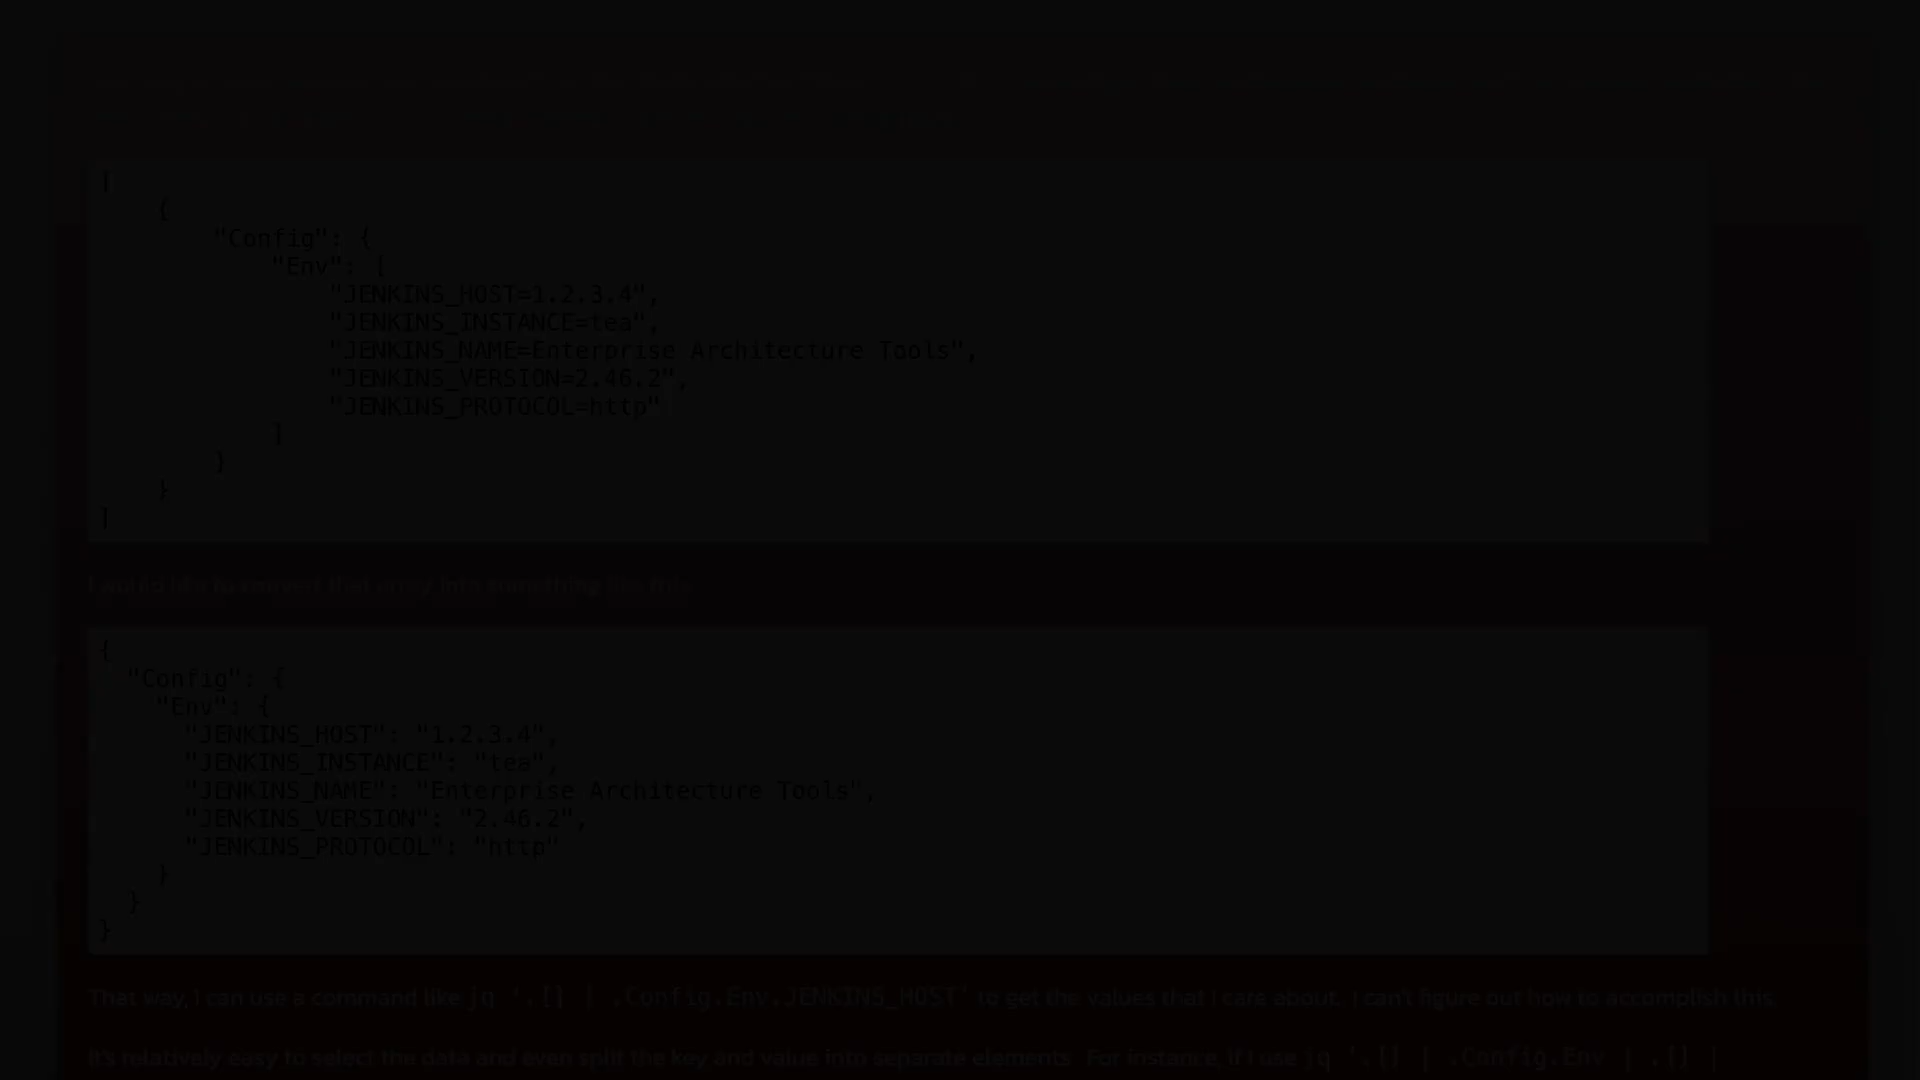 [
    {
        "Config": {
            "Env": [
                "JENKINS_HOST=1.2.3.4",
                "JENKINS_INSTANCE=tea",
                "JENKINS_NAME=Enterprise Architecture Tools",
                "JENKINS_VERSION=2.46.2",
                "JENKINS_PROTOCOL=http"
            ]
        }
    }
]
I would like to convert that array into something like this:
{
  "Config": {
    "Env": {
      "JENKINS_HOST": "1.2.3.4",
      "JENKINS_INSTANCE": "tea",
      "JENKINS_NAME": "Enterprise Architecture Tools",
      "JENKINS_VERSION": "2.46.2",
      "JENKINS_PROTOCOL": "http"
    }
  }
}
That way, I can use a command like jq '.[] | .Config.Env.JENKINS_HOST' to get the values that I care about. I can't figure out how to accomplish this.
It's relatively easy to select the data and even split the key and value into separate elements. For instance, if I use jq '.[] | .Config.Env | .[] |